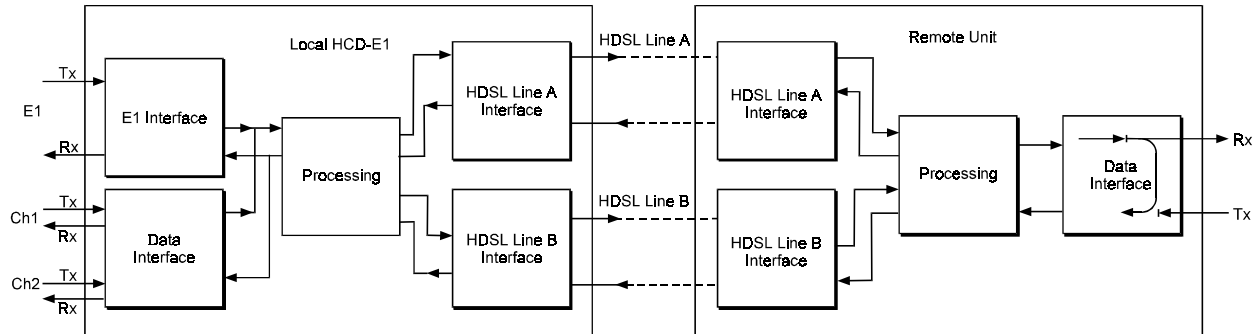 Local HCD-E1
HDSL Line A
Remote Unit
Tx
E1
Rx
E1 Interface
HDSL Line A
Interface
HDSL Line A
Interface
Processing
Processing
Data
Interface
Rx
Tx
Tx
Ch1
Rx
Tx
Ch2
Rx
Data
Interface
HDSL Line B
HDSL Line B
Interface
HDSL Line B
Interface